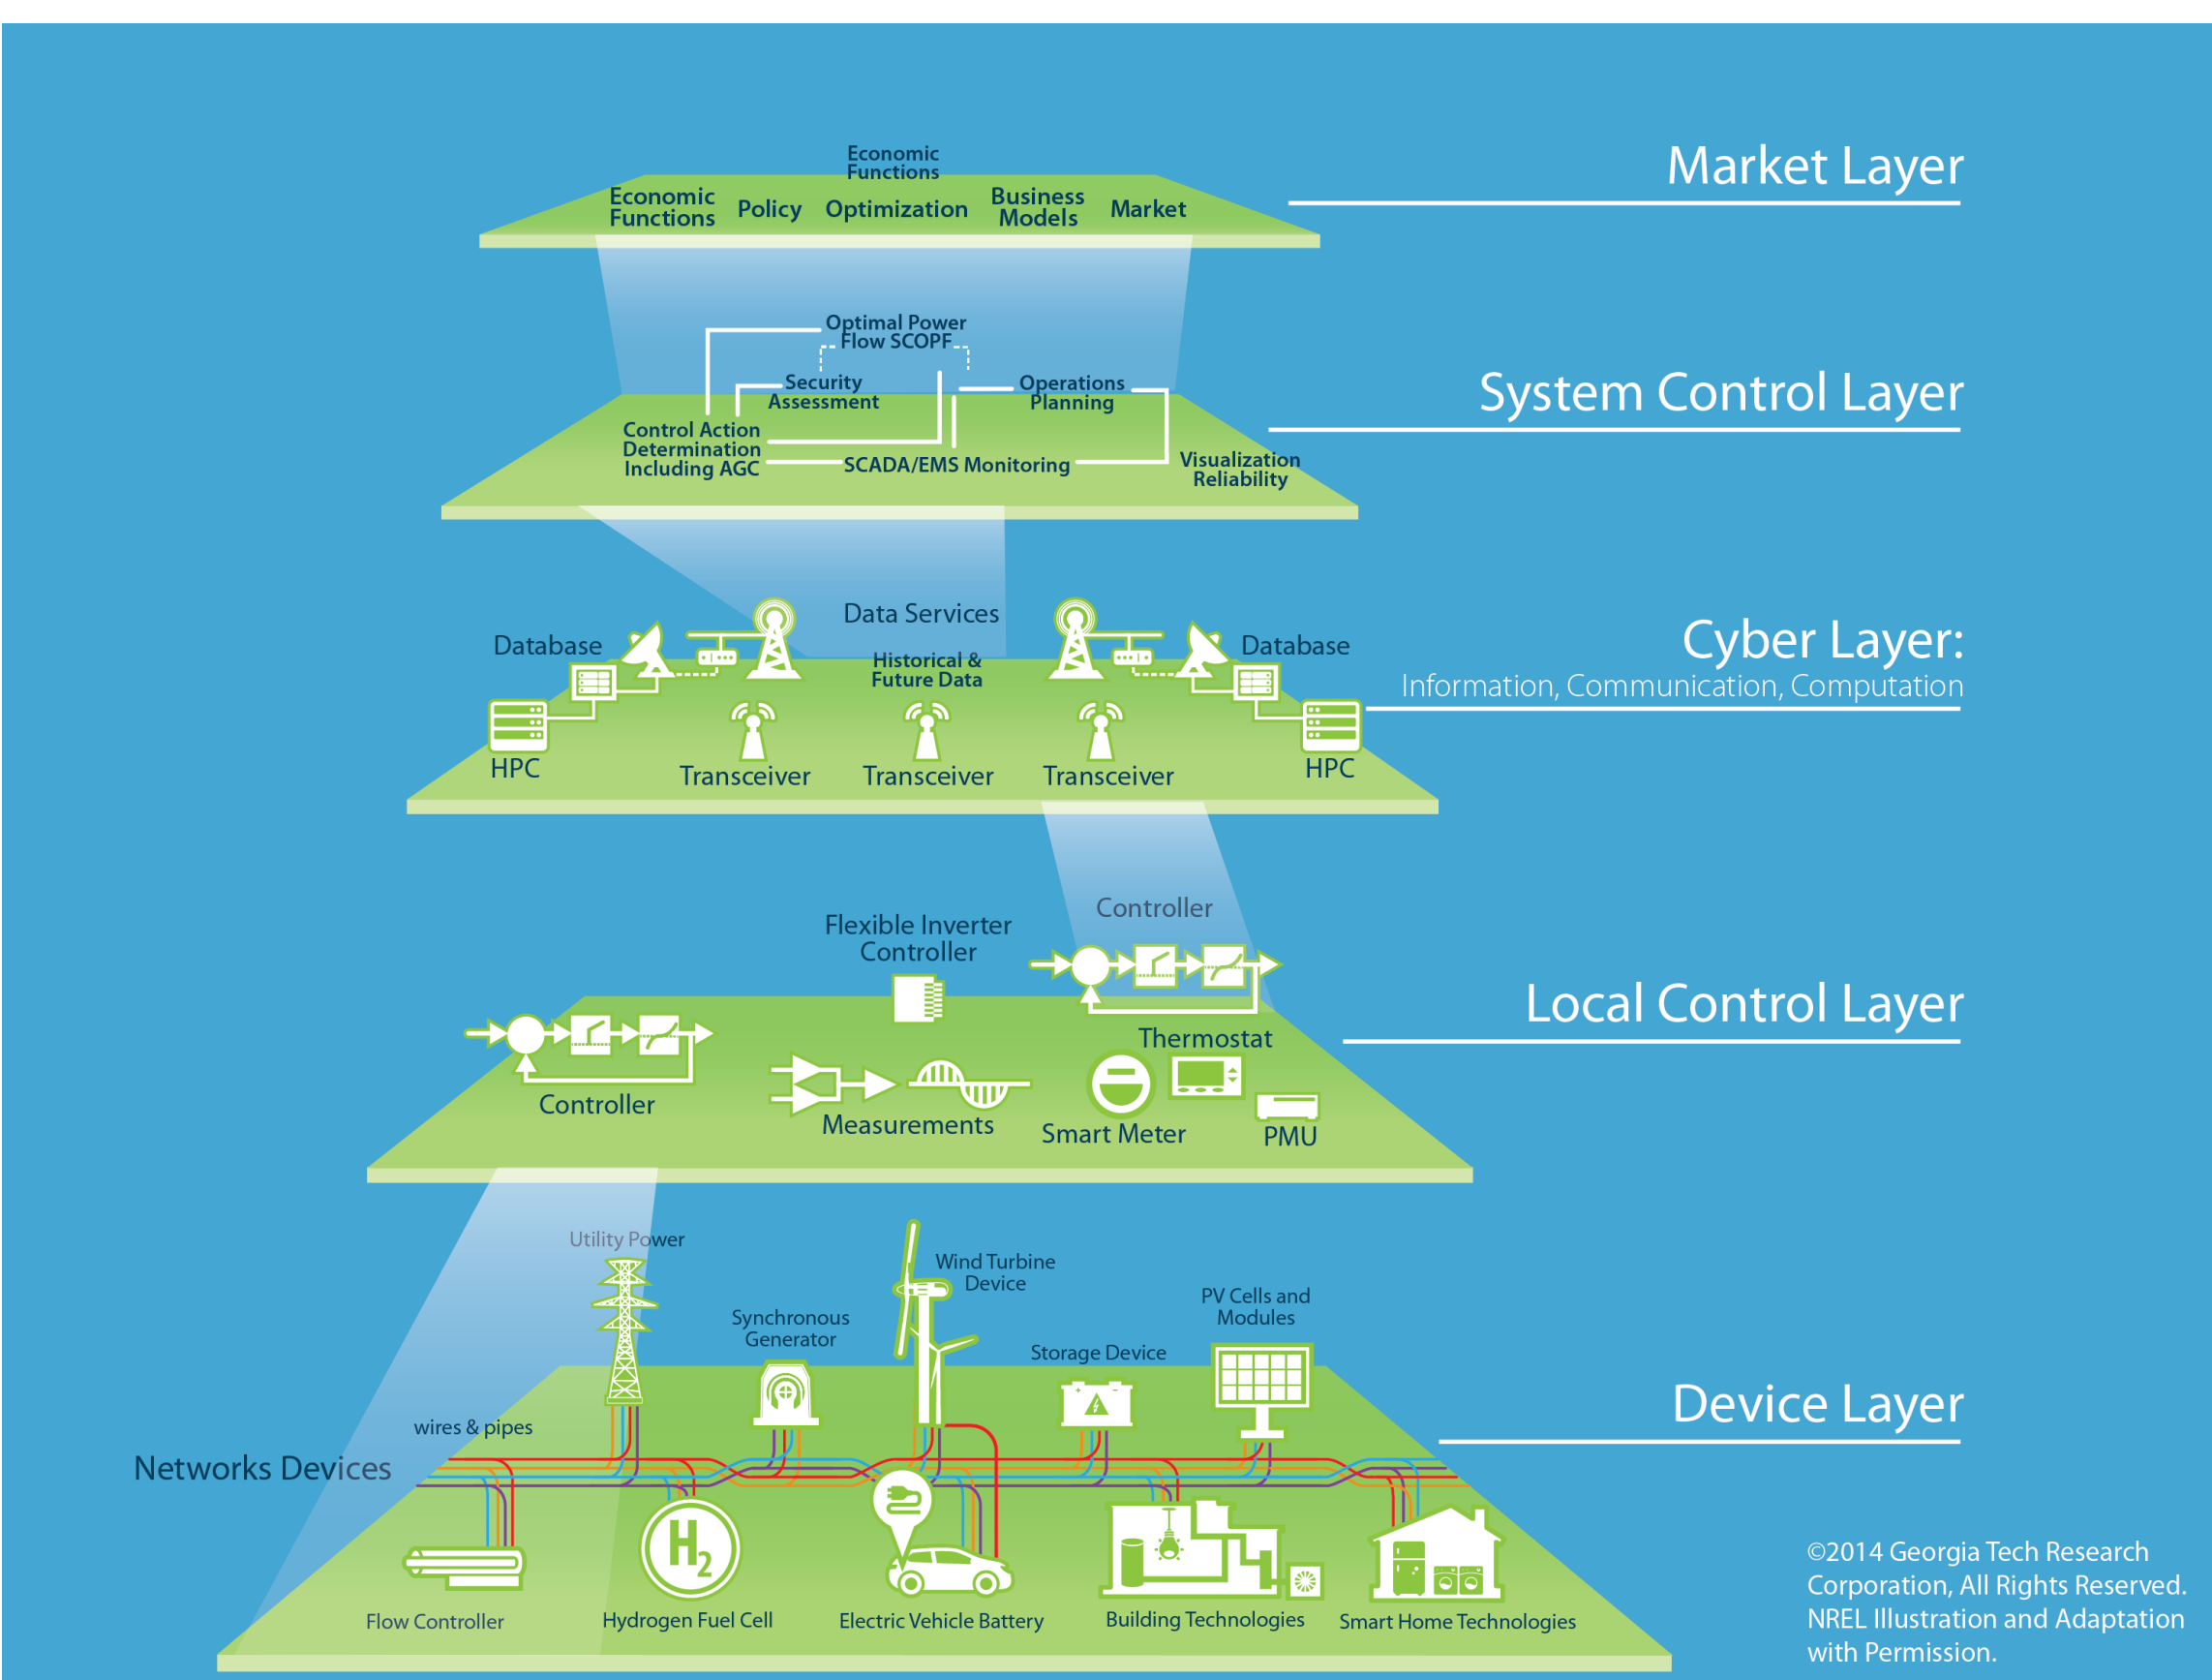 Economic
Functions
Economic
Functions
Policy
Optimization
Business
Models
Market
Market Layer
Optimal Power
Flow SCOPF
Security
Assessment
Operations
Planning
Control Action
Determination
Including AGC
SCADA/EMS Monitoring
Visualization
Reliability
System Control Layer
Data Services
Database
Database
Historical &
Future Data
HPC
Transceiver
Transceiver
Transceiver
HPC
Cyber Layer:
Information, Communication, Computation
Controller
Flexible Inverter
Controller
Thermostat
Controller
Measurements
Smart Meter
PMU
Local Control Layer
Utility Power
Wind Turbine
Device
PV Cells and
Modules
Synchronous
Generator
Storage Device
wires & pipes
Networks Devices
H2
Flow Controller
Hydrogen Fuel Cell
Electric Vehicle Battery
Building Technologies
Smart Home Technologies
Device Layer
©2014 Georgia Tech Research
Corporation, All Rights Reserved.
NREL Illustration and Adaptation
with Permission.